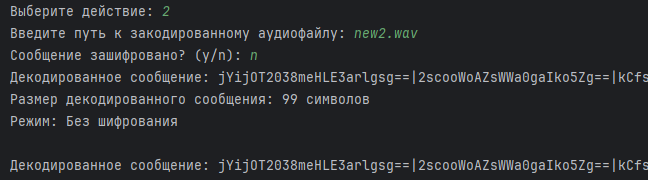 Выберите действие: 2
Введите путь к закодированному аудиофайлу: new2.wav
Сообщение зашифровано? (y/n): n
Декодированное сообщение: jYijOT2038meHLE3arlgsg==|2scooWoAZsWWa0gaIko5Zg==|kCfs
Размер декодированного сообщения: 99 символов
Режим: Без шифрования
Декодированное сообщение: jYijOT2038meHLE3arlgsg==|2scooWoAZsWWa0gaIko5Zg==|kCfs